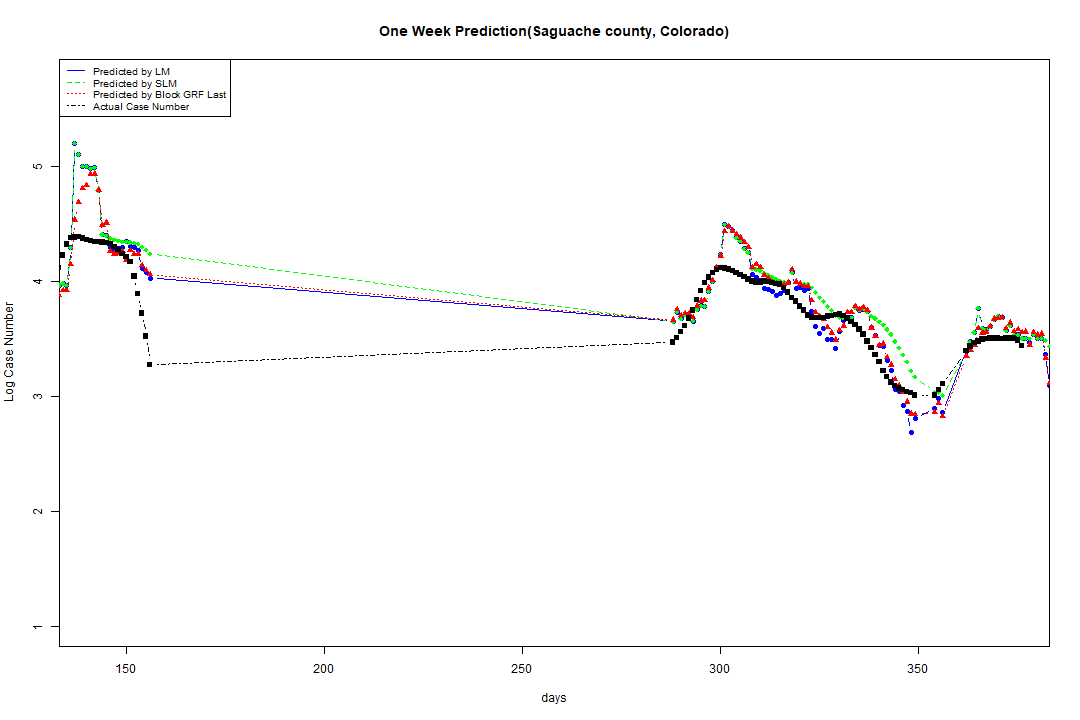 One Week Prediction(Saguache county, Colorado)
Predicted by LM
Predicted by SLM
Predicted by Block GRF Last
Actual Case Number
Log Case Number
5
4
3
2
1
150
200
250
300
350
days